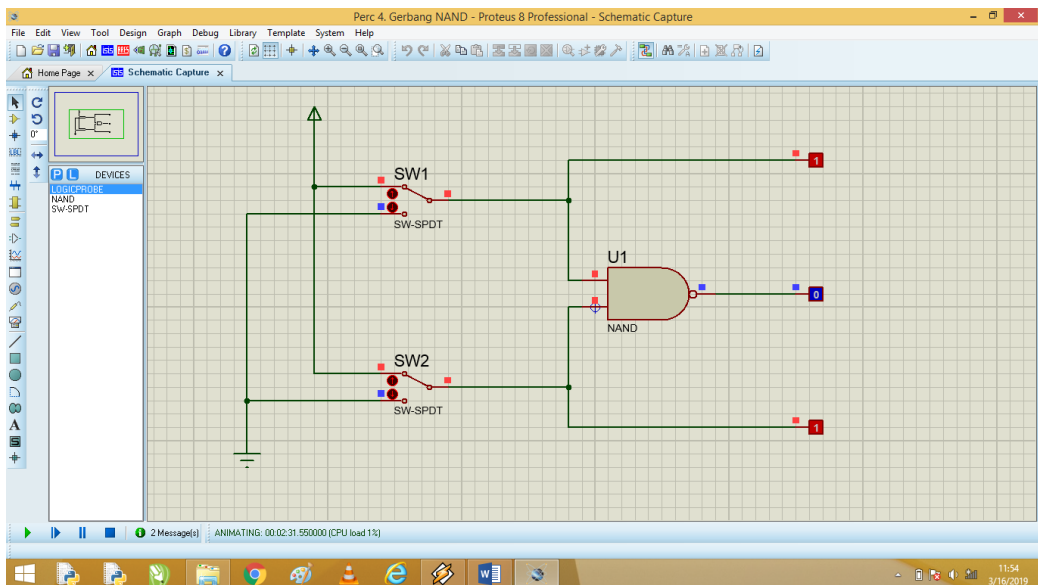 Perc 4. Gerbang NAND - Proteus 8 Professional - Schematic Capture
File Edit View Tool Design Graph Debug Library Template System Help
Home Page x
Schematic Capture x
0°
P L DEVICES
LOGICPROBE
NAND
SW-SPDT
SW1
SW-SPDT
1
U1
NAND
0
SW2
SW-SPDT
1
2 Message(s)
ANIMATING: 00:02:31.550000 (CPU load 1%)
11:54
3/16/2019